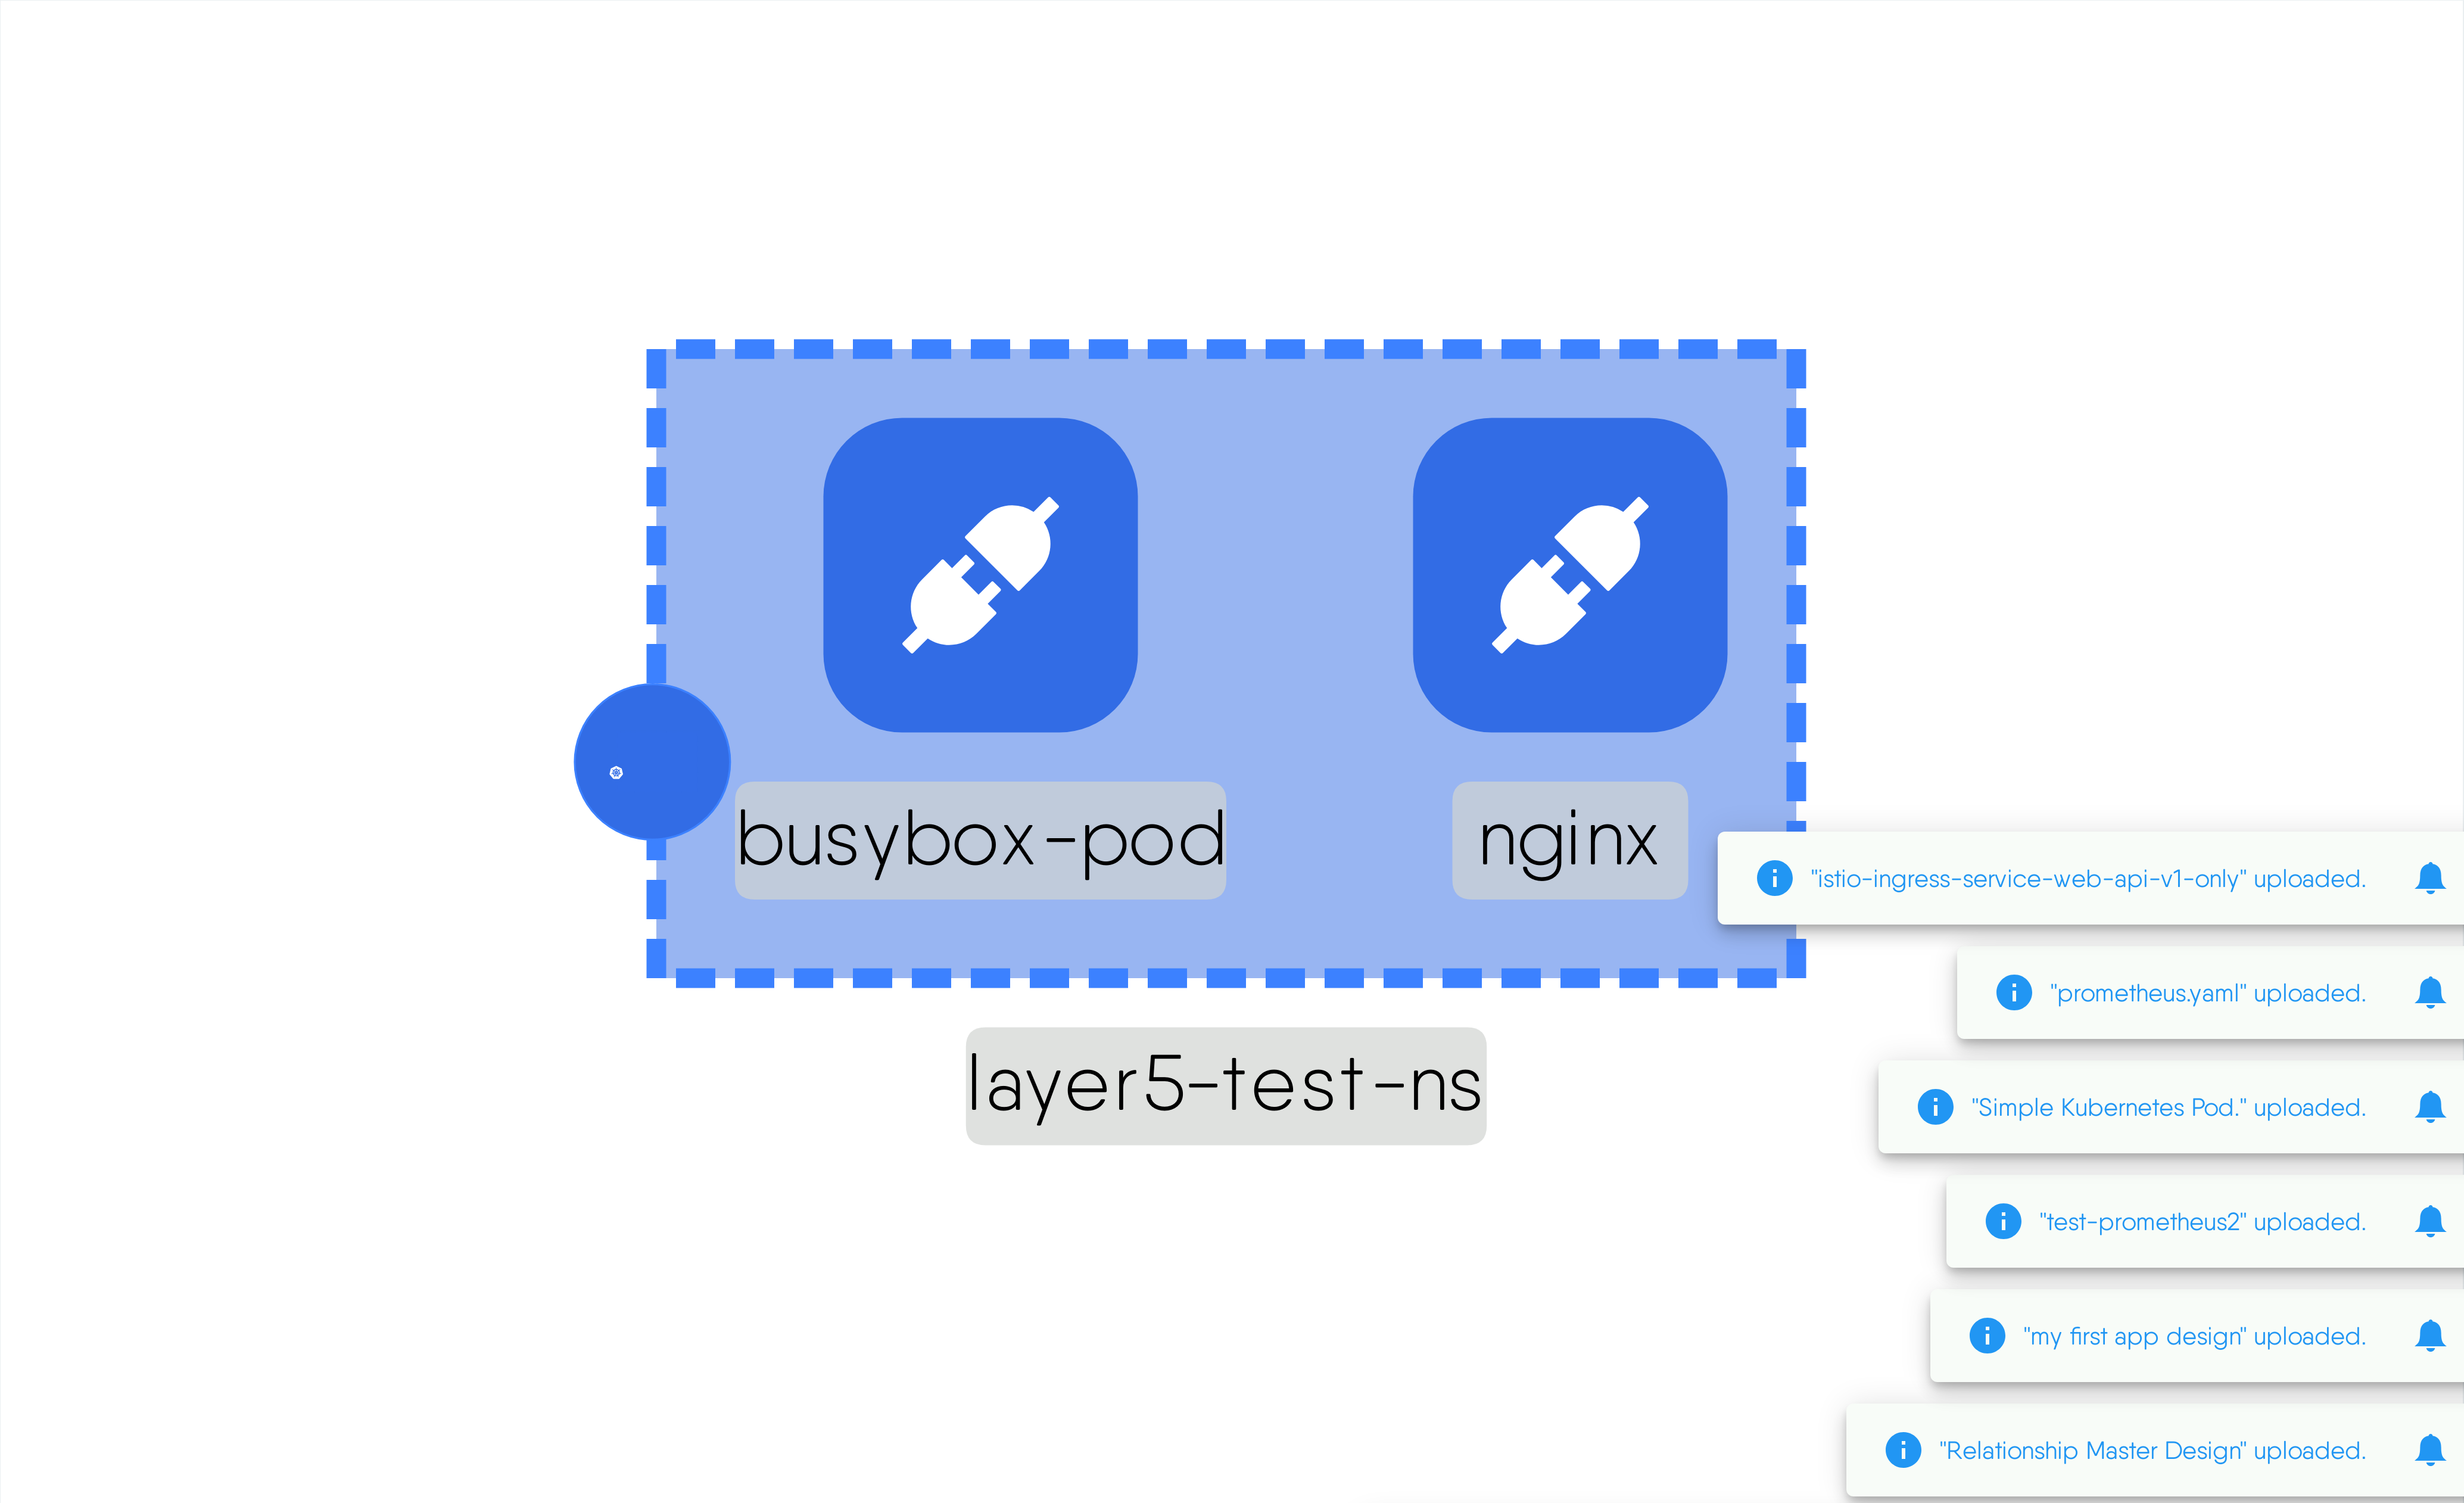 busybox-pod
nginx
layer5-test-ns
"istio-ingress-service-web-api-v1-only" uploaded.
"prometheus.yaml" uploaded.
"Simple Kubernetes Pod." uploaded.
"test-prometheus2" uploaded.
"my first app design" uploaded.
"Relationship Master Design" uploaded.